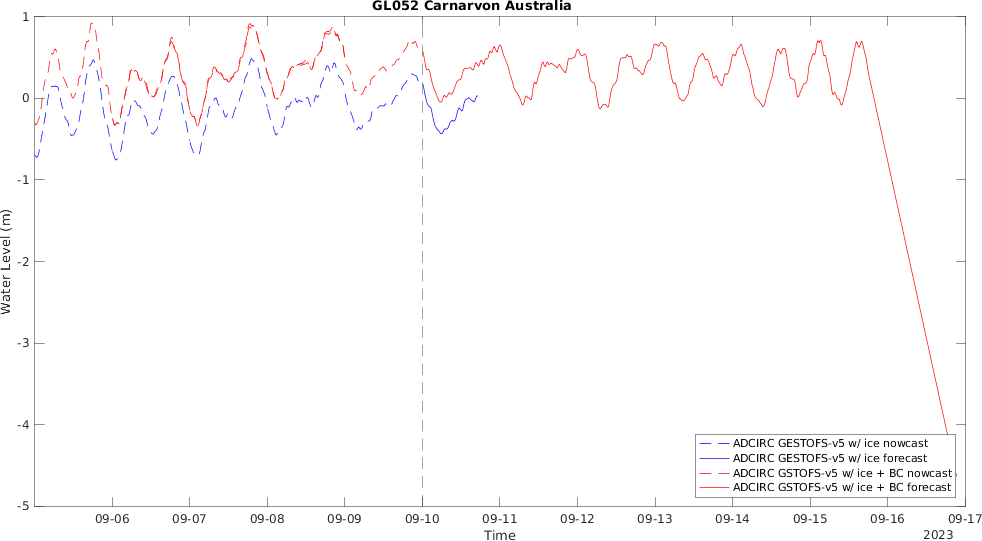 GL052 Carnarvon Australia
1
0
-1
-2
-3
-4
-5
Water Level (m)
ADCIRC GESTOFS-v5 w/ ice nowcast
ADCIRC GESTOFS-v5 w/ ice forecast
ADCIRC GSTOFS-v5 w/ ice + BC nowcast
ADCIRC GSTOFS-v5 w/ ice + BC forecast
09-06 09-07 09-08 09-09 09-10 09-11 09-12 09-13 09-14 09-15 09-16 09-17
Time
2023